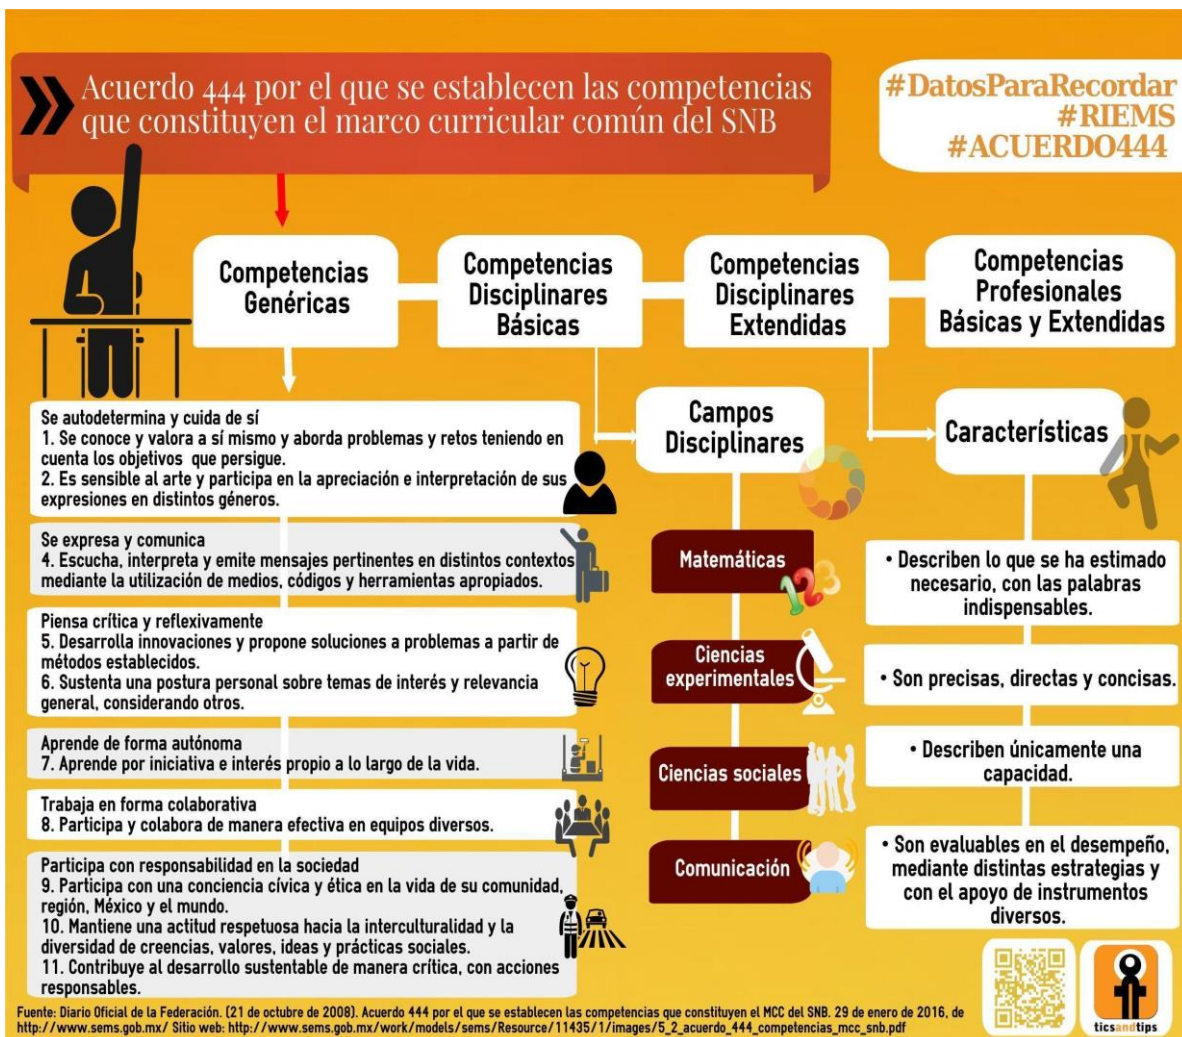 Acuerdo 444 por el que se establecen las competencias
que constituyen el marco curricular común del SNB
#DatosParaRecordar
#RIEMS
#ACUERDO444
Competencias
Genéricas
Competencias
Disciplinares
Básicas
Competencias
Disciplinares
Extendidas
Competencias
Profesionales
Básicas y Extendidas
Se autodetermina y cuida de sí
1. Se conoce y valora a sí mismo y aborda problemas y retos teniendo en
cuenta los objetivos que persigue.
2. Es sensible al arte y participa en la apreciación e interpretación de sus
expresiones en distintos géneros.
Se expresa y comunica
4. Escucha, interpreta y emite mensajes pertinentes en distintos contextos
mediante la utilización de medios, códigos y herramientas apropiados.
Piensa crítica y reflexivamente
5. Desarrolla innovaciones y propone soluciones a problemas a partir de
métodos establecidos.
6. Sustenta una postura personal sobre temas de interés y relevancia
general, considerando otros.
Aprende de forma autónoma
7. Aprende por iniciativa e interés propio a lo largo de la vida.
Trabaja en forma colaborativa
8. Participa y colabora de manera efectiva en equipos diversos.
Participa con responsabilidad en la sociedad
9. Participa con una conciencia cívica y ética en la vida de su comunidad,
región, México y el mundo.
10. Mantiene una actitud respetuosa hacia la interculturalidad y la
diversidad de creencias, valores, ideas y prácticas sociales.
11. Contribuye al desarrollo sustentable de manera crítica, con acciones
responsables.
Campos
Disciplinares
Matemáticas
123
Ciencias
experimentales
Ciencias sociales
Comunicación
Características
• Describen lo que se ha estimado
necesario, con las palabras
indispensables.
• Son precisas, directas y concisas.
• Describen únicamente una
capacidad.
• Son evaluables en el desempeño,
mediante distintas estrategias y
con el apoyo de instrumentos
diversos.
ticsandtips
Fuente: Diario Oficial de la Federación. (21 de octubre de 2008). Acuerdo 444 por el que se establecen las competencias que constituyen el MCC del SNB. 29 de enero de 2016, de
http://www.sems.gob.mx/ Sitio web: http://www.sems.gob.mx/work/models/sems/Resource/11435/1/images/5_2_acuerdo_444_competencias_mcc_snb.pdf